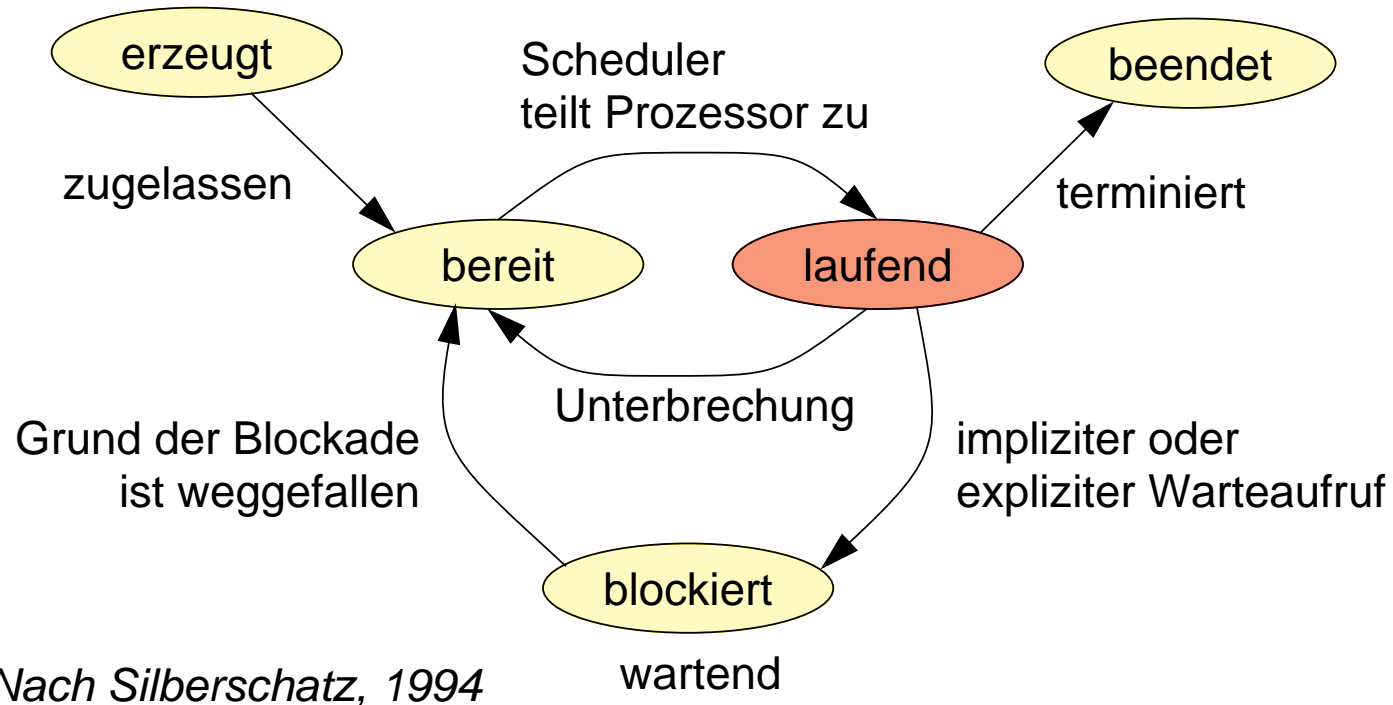 erzeugt
Scheduler
teilt Prozessor zu
beendet
zugelassen
terminiert
bereit
laufend
Unterbrechung
Grund der Blockade
ist weggefallen
impliziter oder
expliziter Warteaufruf
blockiert
wartend
Nach Silberschatz, 1994